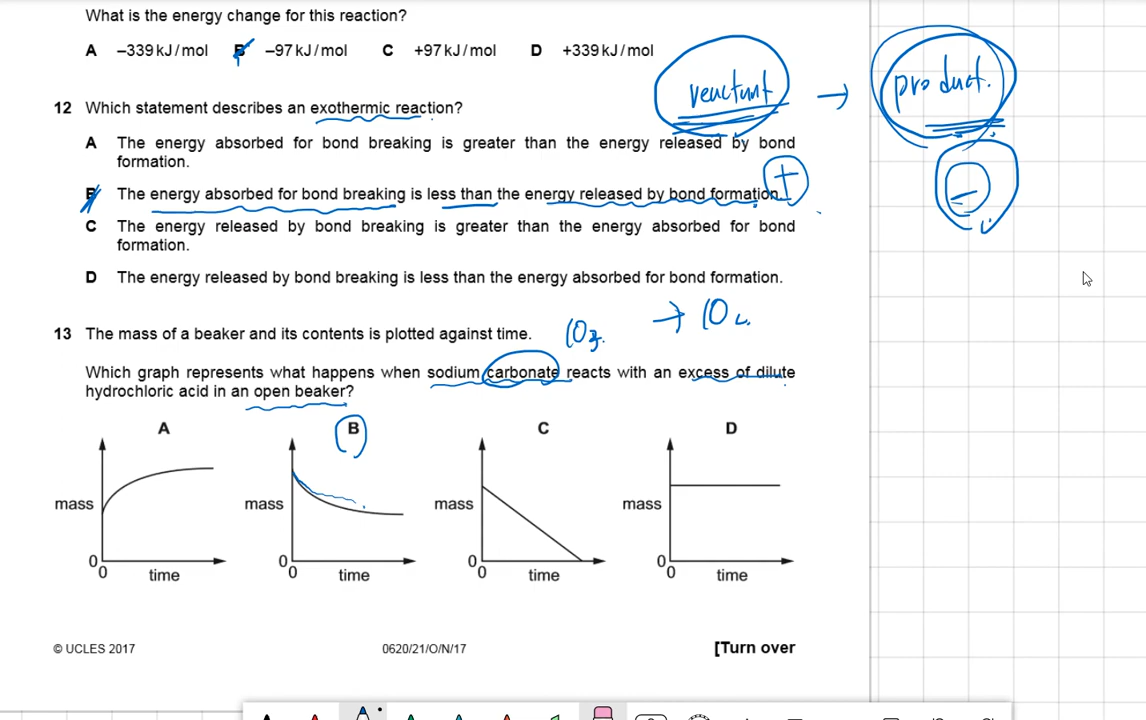 What is the energy change for this reaction?
A –339 kJ/mol B –97 kJ/mol C +97 kJ/mol D +339 kJ/mol
reactant → product.
12 Which statement describes an exothermic reaction?
A The energy absorbed for bond breaking is greater than the energy released by bond
formation.
B The energy absorbed for bond breaking is less than the energy released by bond formation.
+
–
C The energy released by bond breaking is greater than the energy absorbed for bond
formation.
D The energy released by bond breaking is less than the energy absorbed for bond formation.
13 The mass of a beaker and its contents is plotted against time.
CO3. → CO2.
Which graph represents what happens when sodium carbonate reacts with an excess of dilute
hydrochloric acid in an open beaker?
A B C D
mass mass mass mass
0 0 0 0
0 time 0 time 0 time 0 time
© UCLES 2017 0620/21/O/N/17 [Turn over